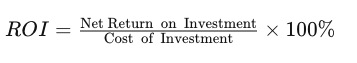 ROI = Net Return on Investment / Cost of Investment × 100%